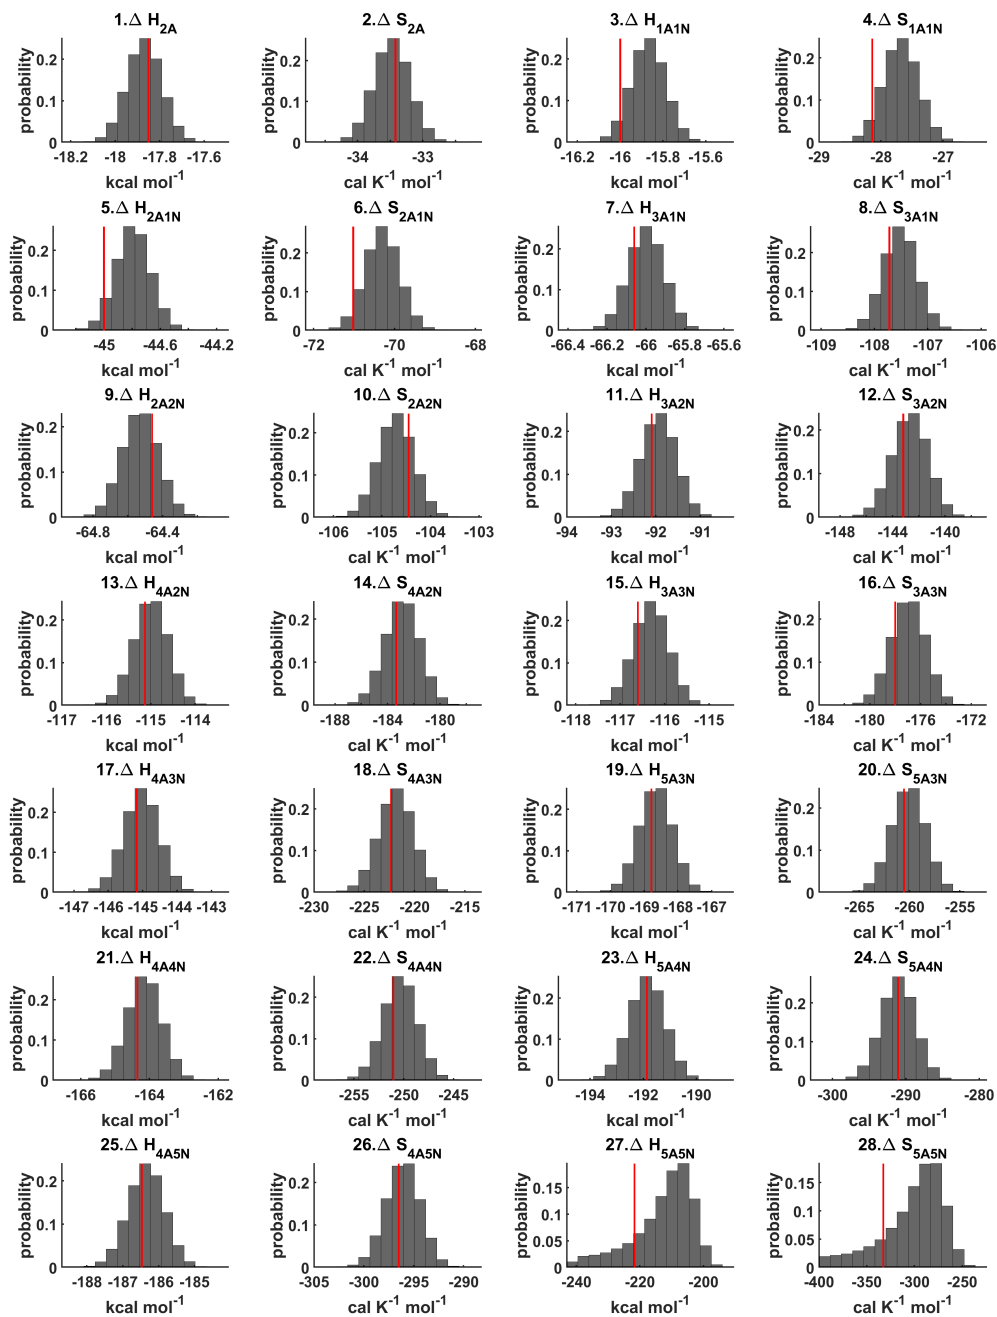 1.Δ H2A
probability
0.2
0.1
0
-18.2 -18 -17.8 -17.6
kcal mol-1
2.Δ S2A
probability
0.2
0.1
0
-34 -33
cal K-1 mol-1
3.Δ H1A1N
probability
0.2
0.1
0
-16.2 -16 -15.8 -15.6
kcal mol-1
4.Δ S1A1N
probability
0.2
0.1
0
-29 -28 -27
cal K-1 mol-1
5.Δ H2A1N
probability
0.2
0.1
0
-45 -44.6 -44.2
kcal mol-1
6.Δ S2A1N
probability
0.2
0.1
0
-72 -70 -68
cal K-1 mol-1
7.Δ H3A1N
probability
0.2
0.1
0
-66.4 -66.2 -66 -65.8 -65.6
kcal mol-1
8.Δ S3A1N
probability
0.2
0.1
0
-109 -108 -107 -106
cal K-1 mol-1
9.Δ H2A2N
probability
0.2
0.1
0
-64.8 -64.4
kcal mol-1
10.Δ S2A2N
probability
0.2
0.1
0
-106 -105 -104 -103
cal K-1 mol-1
11.Δ H3A2N
probability
0.2
0.1
0
-94 -93 -92 -91
kcal mol-1
12.Δ S3A2N
probability
0.2
0.1
0
-148 -144 -140
cal K-1 mol-1
13.Δ H4A2N
probability
0.2
0.1
0
-117 -116 -115 -114
kcal mol-1
14.Δ S4A2N
probability
0.2
0.1
0
-188 -184 -180
cal K-1 mol-1
15.Δ H3A3N
probability
0.2
0.1
0
-118 -117 -116 -115
kcal mol-1
16.Δ S3A3N
probability
0.2
0.1
0
-184 -180 -176 -172
cal K-1 mol-1
17.Δ H4A3N
probability
0.2
0.1
0
-147 -146 -145 -144 -143
kcal mol-1
18.Δ S4A3N
probability
0.2
0.1
0
-230 -225 -220 -215
cal K-1 mol-1
19.Δ H5A3N
probability
0.2
0.1
0
-171 -170 -169 -168 -167
kcal mol-1
20.Δ S5A3N
probability
0.2
0.1
0
-265 -260 -255
cal K-1 mol-1
21.Δ H4A4N
probability
0.2
0.1
0
-166 -164 -162
kcal mol-1
22.Δ S4A4N
probability
0.2
0.1
0
-255 -250 -245
cal K-1 mol-1
23.Δ H5A4N
probability
0.2
0.1
0
-194 -192 -190
kcal mol-1
24.Δ S5A4N
probability
0.2
0.1
0
-300 -290 -280
cal K-1 mol-1
25.Δ H4A5N
probability
0.2
0.1
0
-188 -187 -186 -185
kcal mol-1
26.Δ S4A5N
probability
0.2
0.1
0
-305 -300 -295 -290
cal K-1 mol-1
27.Δ H5A5N
probability
0.15
0.1
0.05
0
-240 -220 -200
kcal mol-1
28.Δ S5A5N
probability
0.15
0.1
0.05
0
-400 -350 -300 -250
cal K-1 mol-1